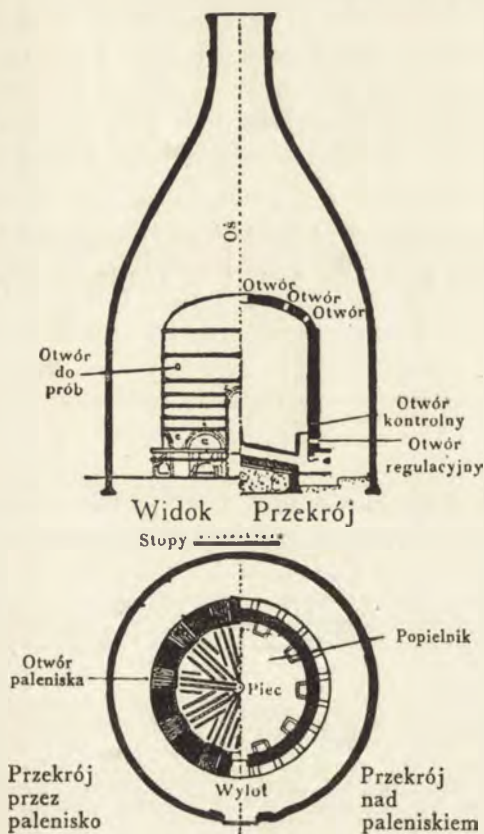 Oś
Otwór
Otwór
Otwór
Otwór
do
prób
Otwór
kontrolny
Otwór
regulacyjny
Widok Przekrój
Stopy
Popielnik
Otwór
paleniska
Piec
Wylot
Przekrój
przez
palenisko
Przekrój
nad
paleniskiem